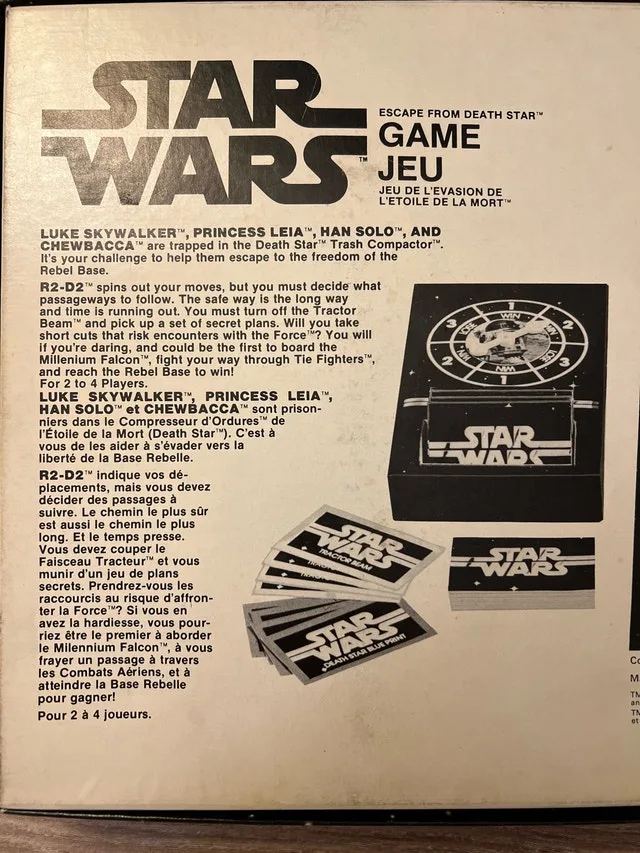 STAR
WARS™
ESCAPE FROM DEATH STAR™
GAME
JEU
JEU DE L'EVASION DE
L'ETOILE DE LA MORT™
LUKE SKYWALKER™, PRINCESS LEIA™, HAN SOLO™, AND
CHEWBACCA™ are trapped in the Death Star™ Trash Compactor™.
It's your challenge to help them escape to the freedom of the
Rebel Base.
R2-D2™ spins out your moves, but you must decide what
passageways to follow. The safe way is the long way
and time is running out. You must turn off the Tractor
Beam™ and pick up a set of secret plans. Will you take
short cuts that risk encounters with the Force™? You will
if you're daring, and could be the first to board the
Millenium Falcon™, fight your way through Tie Fighters™,
and reach the Rebel Base to win!
For 2 to 4 Players.
LUKE SKYWALKER™, PRINCESS LEIA™,
HAN SOLO™ et CHEWBACCA™ sont prison-
niers dans le Compresseur d'Ordures™ de
l'Étoile de la Mort (Death Star™). C'est à
vous de les aider à s'évader vers la
liberté de la Base Rebelle.
R2-D2™ indique vos dé-
placements, mais vous devez
décider des passages à
suivre. Le chemin le plus sûr
est aussi le chemin le plus
long. Et le temps presse.
Vous devez couper le
Faisceau Tracteur™ et vous
munir d'un jeu de plans
secrets. Prendrez-vous les
raccourcis au risque d'affron-
ter la Force™? Si vous en
avez la hardiesse, vous pour-
riez être le premier à aborder
le Milennium Falcon™, à vous
frayer un passage à travers
les Combats Aériens, et à
atteindre la Base Rebelle
pour gagner!
Pour 2 à 4 joueurs.
1
WIN
2
3
3
2
WIN
1
STAR
WARS
STAR
WARS
TRACTOR BEAM
STAR
WARS
STAR
WARS
DEATH STAR BLUE PRINT
Co
M
TM
an
TM
et